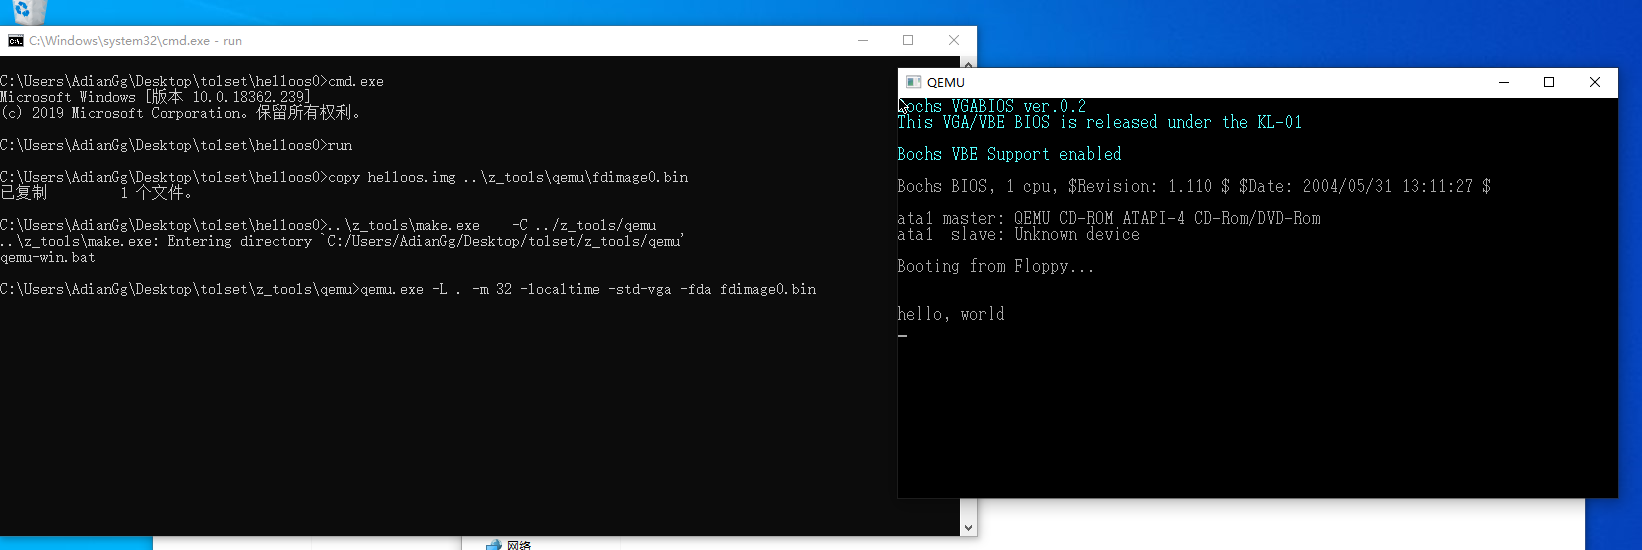 C:\Windows\system32\cmd.exe - run
C:\Users\AdianGg\Desktop\tolset\helloos0>cmd.exe
Microsoft Windows [版本 10.0.18362.239]
(c) 2019 Microsoft Corporation。保留所有权利。
C:\Users\AdianGg\Desktop\tolset\helloos0>run
C:\Users\AdianGg\Desktop\tolset\helloos0>copy helloos.img ..\z_tools\qemu\fdimage0.bin
已复制         1 个文件。
C:\Users\AdianGg\Desktop\tolset\helloos0>..\z_tools\make.exe    -C ../z_tools/qemu
..\z_tools\make.exe: Entering directory `C:/Users/AdianGg/Desktop/tolset/z_tools/qemu'
qemu-win.bat
C:\Users\AdianGg\Desktop\tolset\z_tools\qemu>qemu.exe -L . -m 32 -localtime -std-vga -fda fdimage0.bin
QEMU
Bochs VGABIOS ver.0.2
This VGA/VBE BIOS is released under the KL-01
Bochs VBE Support enabled
Bochs BIOS, 1 cpu, $Revision: 1.110 $ $Date: 2004/05/31 13:11:27 $
ata1 master: QEMU CD-ROM ATAPI-4 CD-Rom/DVD-Rom
ata1  slave: Unknown device
Booting from Floppy...
hello, world
网络